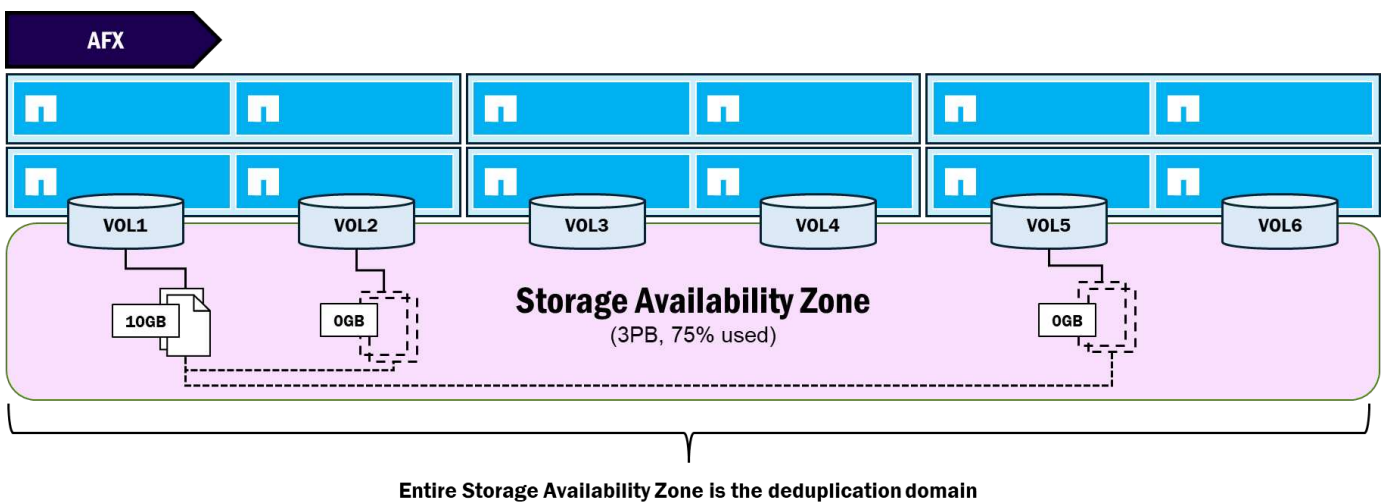 AFX
VOL1
VOL2
VOL3
VOL4
VOL5
VOL6
10GB
0GB
Storage Availability Zone
(3PB, 75% used)
0GB
Entire Storage Availability Zone is the deduplication domain